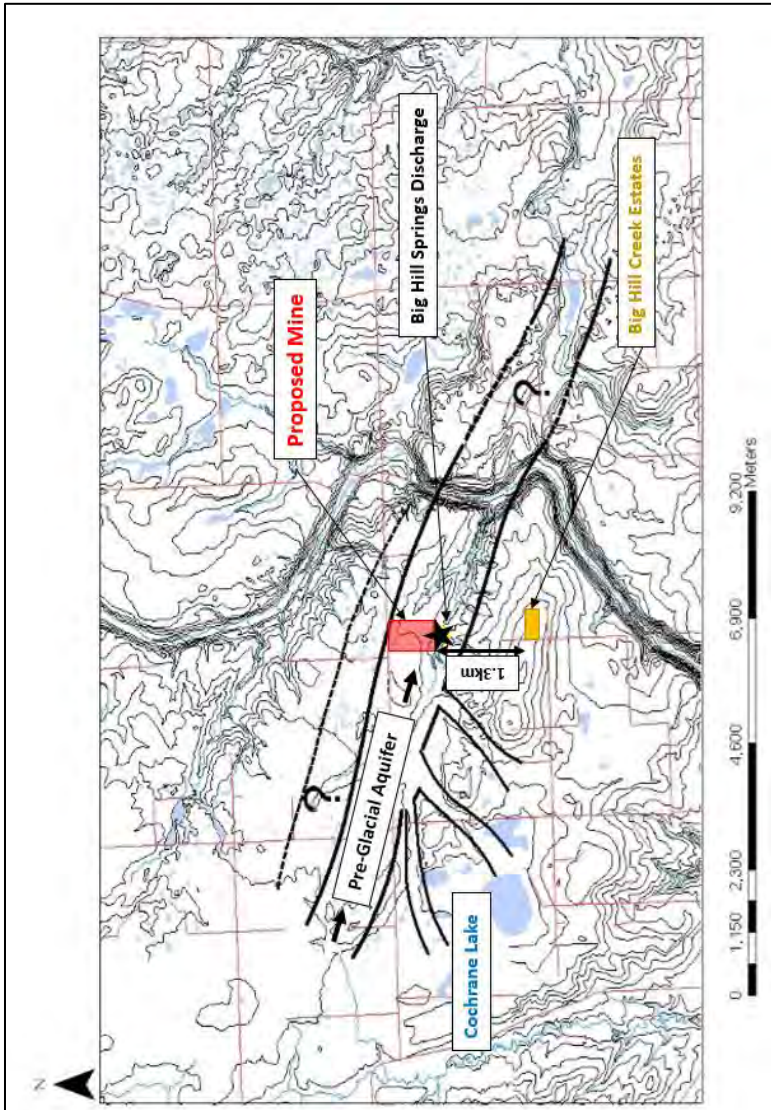 Proposed Mine
Big Hill Springs Discharge
Big Hill Creek Estates
?
?
Pre-Glacial Aquifer
1.3km
Cochrane Lake
N
0 1,150 2,300 4,600 6,900 9,200
Meters